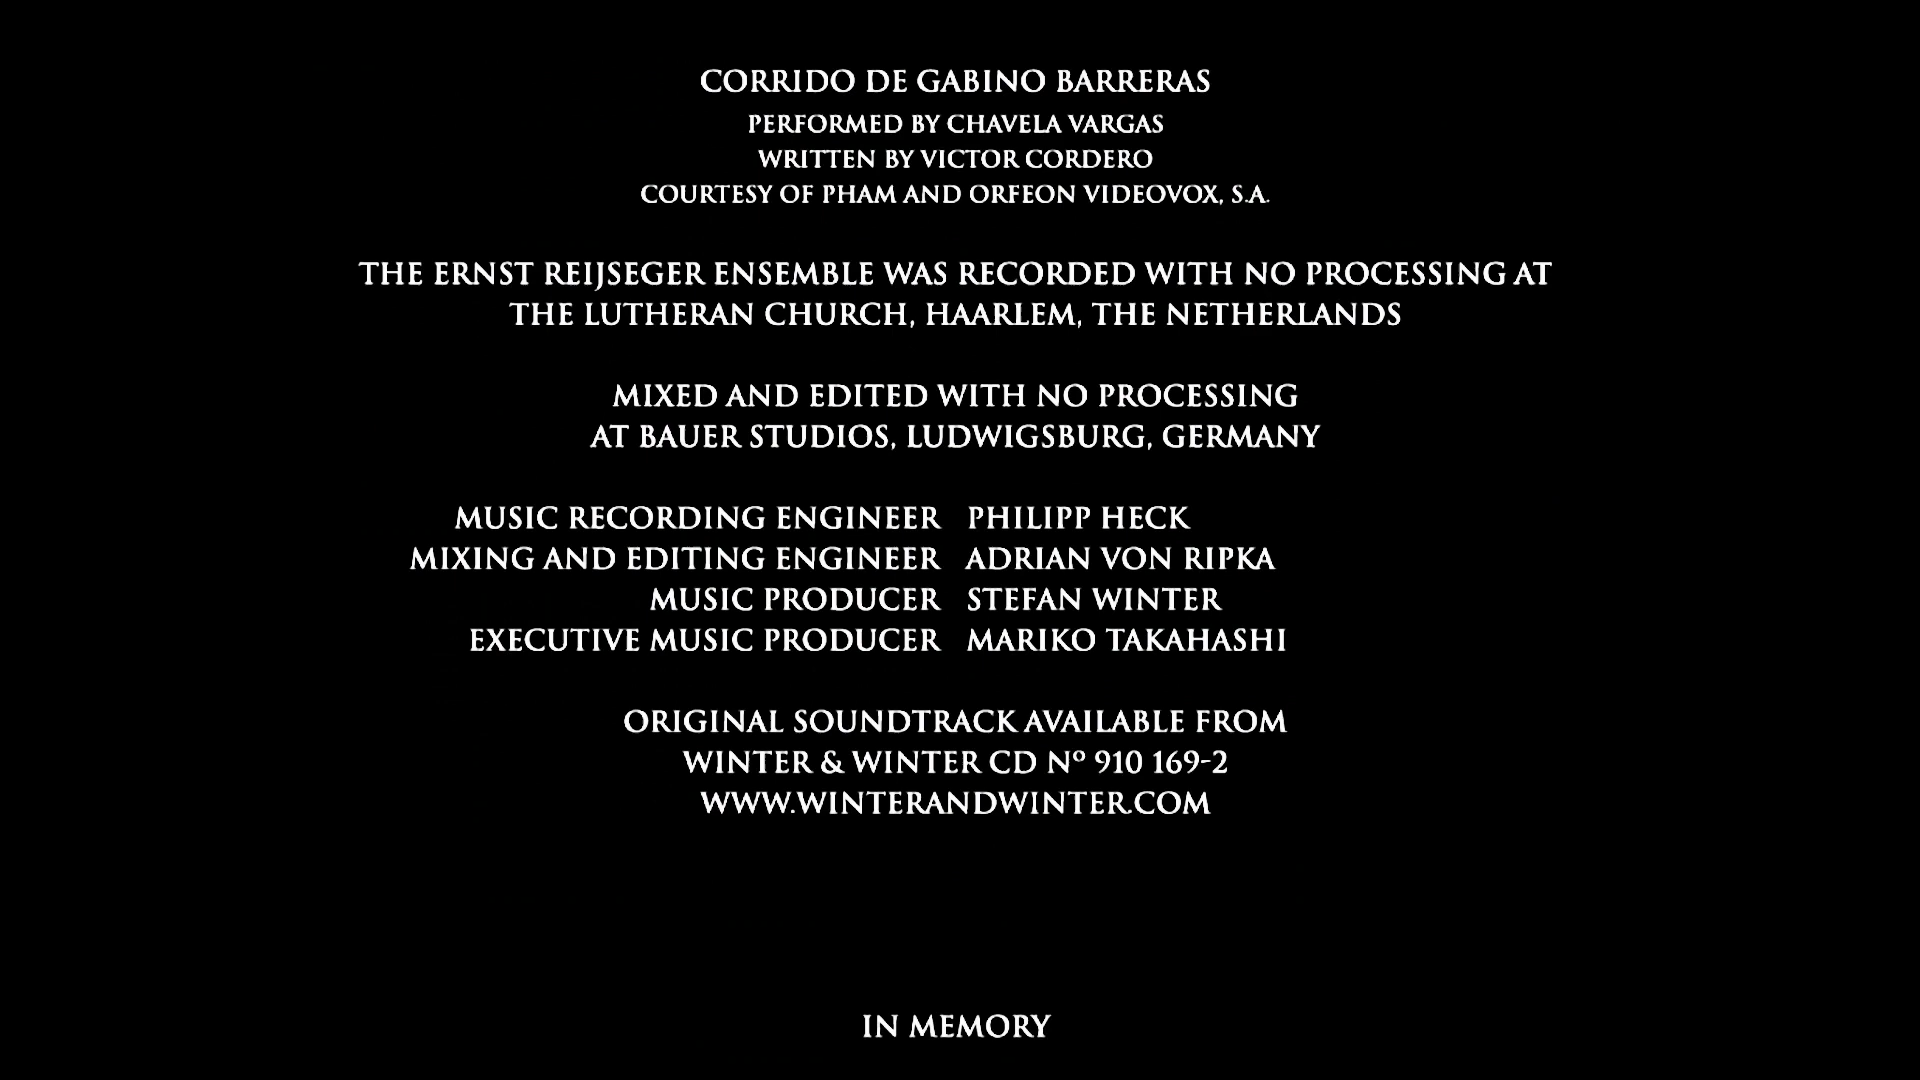 CORRIDO DE GABINO BARRERAS
PERFORMED BY CHAVELA VARGAS
WRITTEN BY VICTOR CORDERO
COURTESY OF PHAM AND ORFEON VIDEOVOX, S.A.
THE ERNST REIJSEGER ENSEMBLE WAS RECORDED WITH NO PROCESSING AT
THE LUTHERAN CHURCH, HAARLEM, THE NETHERLANDS
MIXED AND EDITED WITH NO PROCESSING
AT BAUER STUDIOS, LUDWIGSBURG, GERMANY
MUSIC RECORDING ENGINEER PHILIPP HECK
MIXING AND EDITING ENGINEER ADRIAN VON RIPKA
MUSIC PRODUCER STEFAN WINTER
EXECUTIVE MUSIC PRODUCER MARIKO TAKAHASHI
ORIGINAL SOUNDTRACK AVAILABLE FROM
WINTER & WINTER CD Nº 910 169-2
WWW.WINTERANDWINTER.COM
IN MEMORY